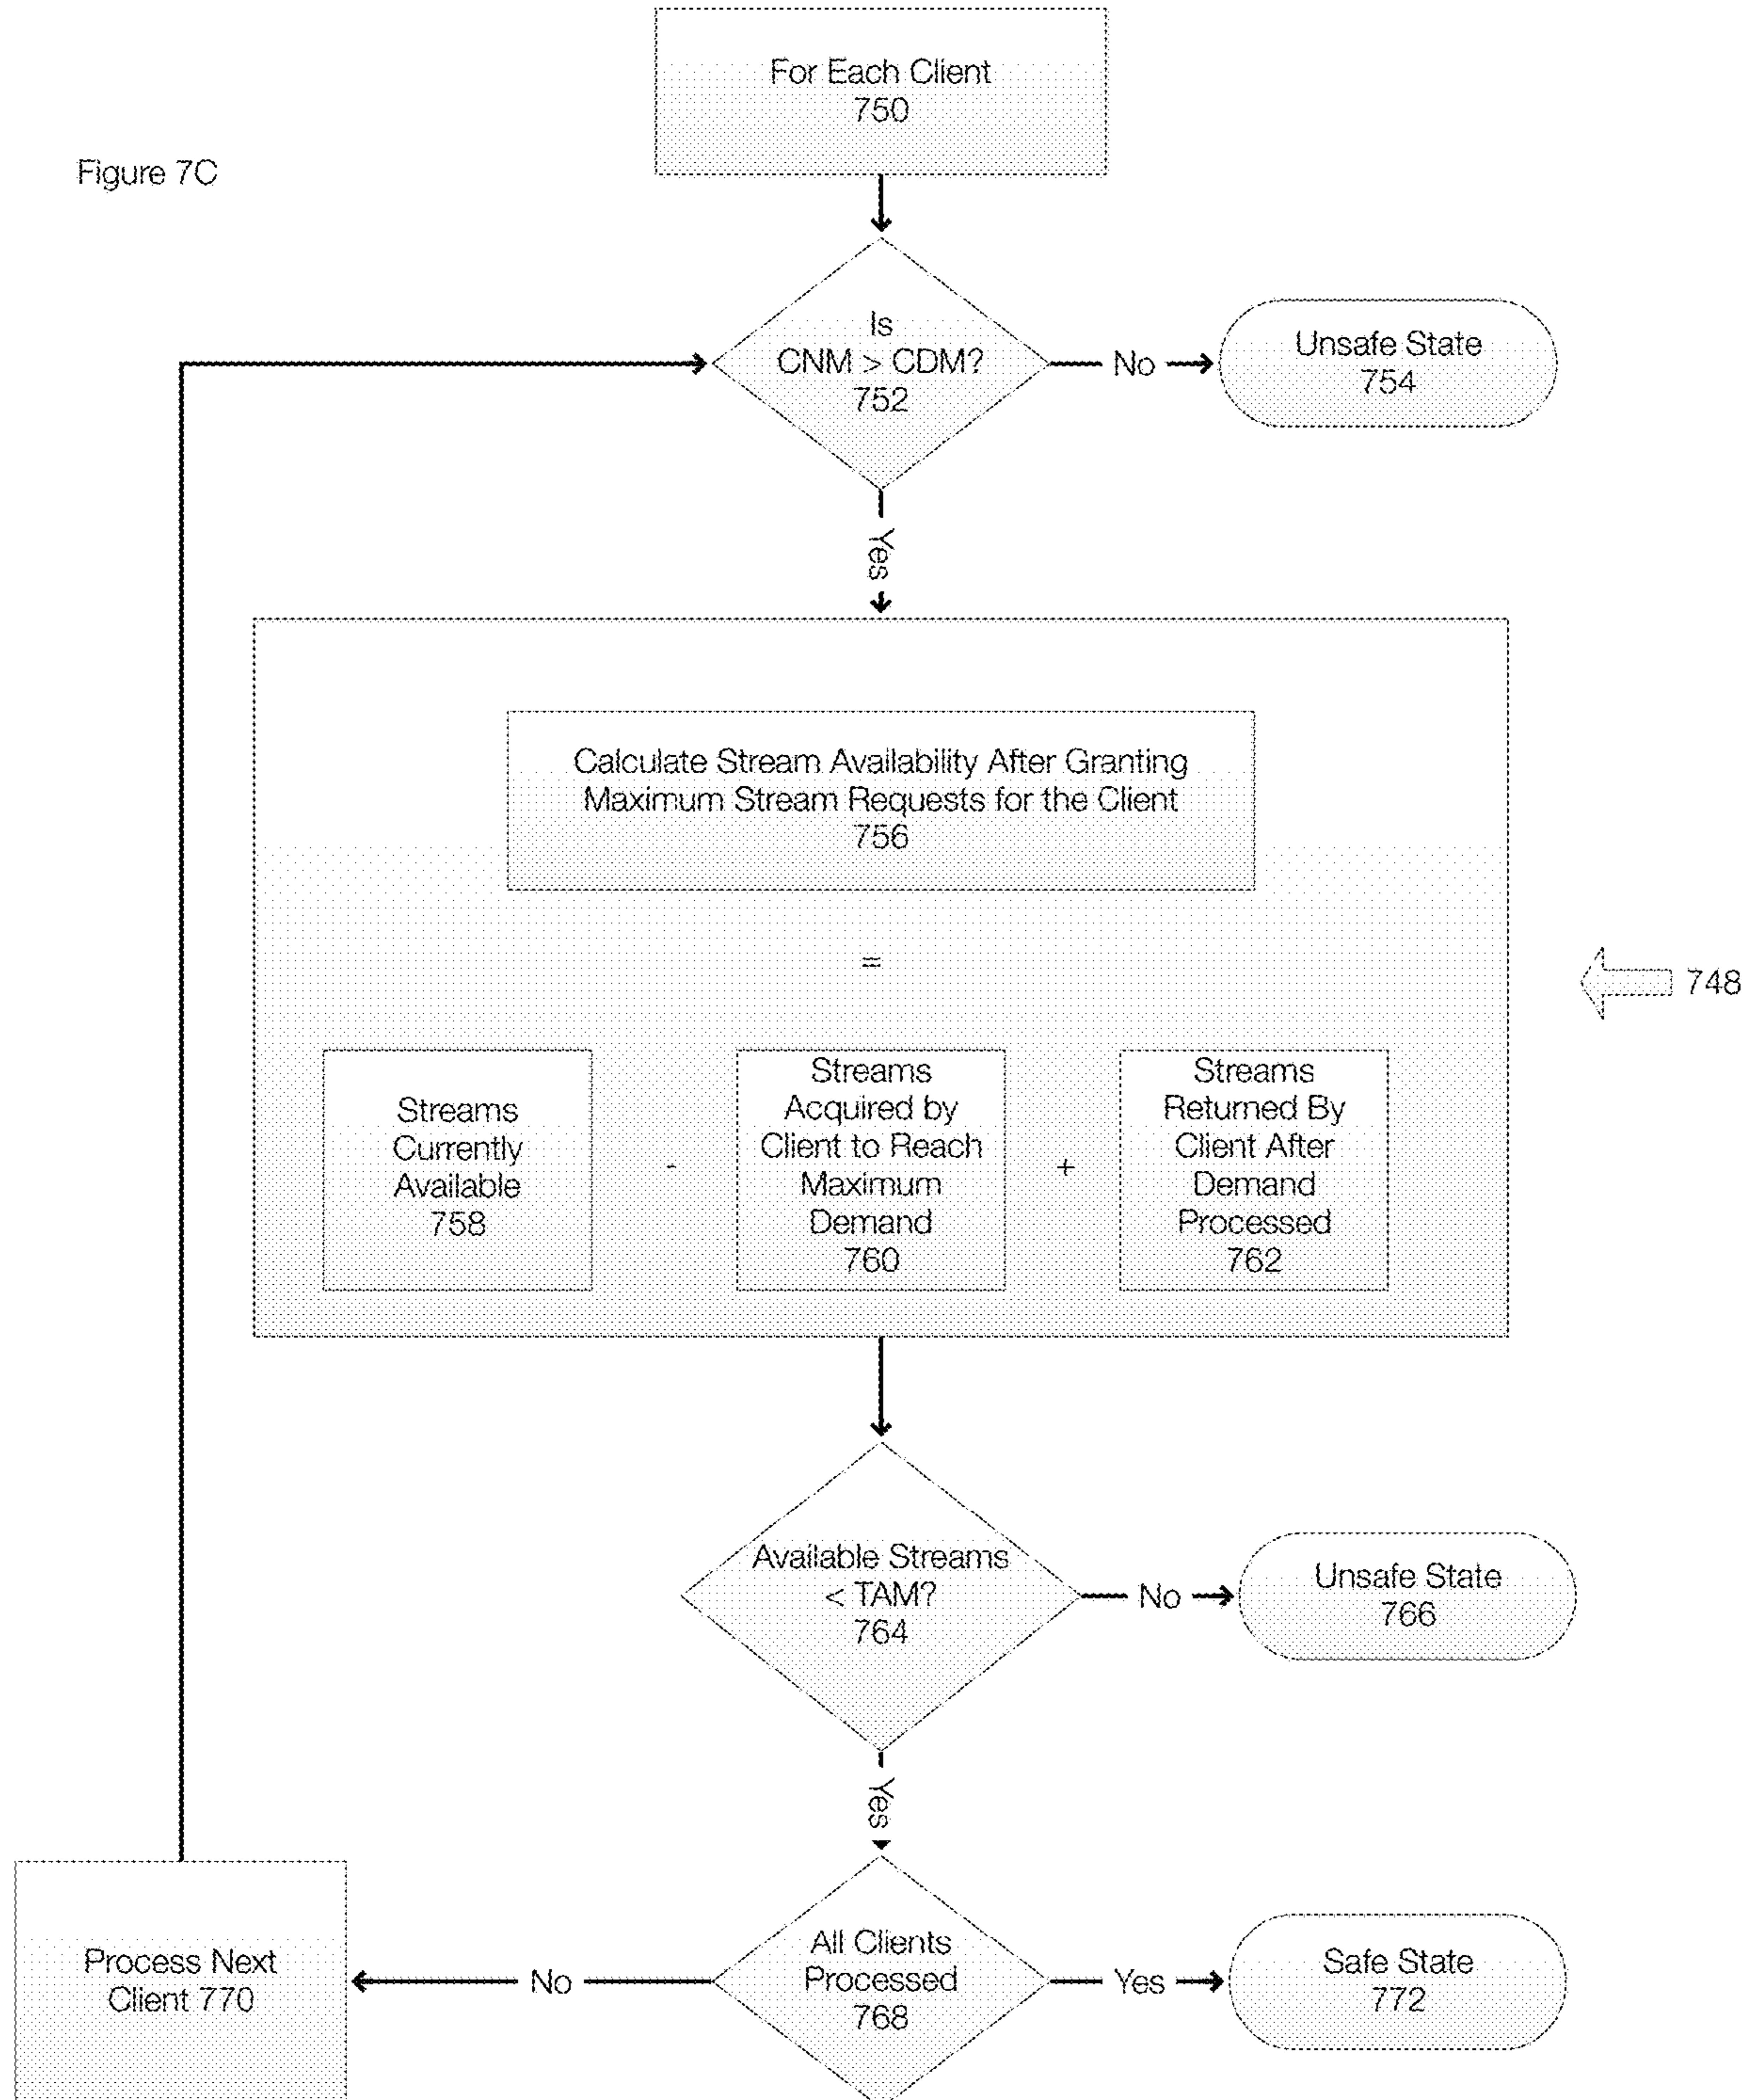 For Each Client
750
Figure 7C
Is
CNM > CDM?
752
No
Unsafe State
754
Yes
Calculate Stream Availability After Granting
Maximum Stream Requests for the Client
756
=
748
Streams
Currently
Available
758
-
Streams
Acquired by
Client to Reach
Maximum
Demand
760
+
Streams
Returned By
Client After
Demand
Processed
762
Available Streams
< TAM?
764
No
Unsafe State
766
Yes
All Clients
Processed
768
Yes
Safe State
772
No
Process Next
Client 770